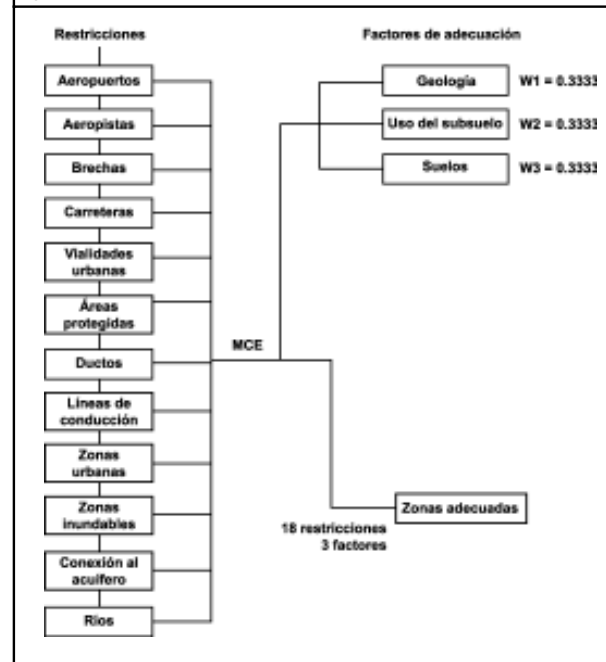 Restricciones
Aeropuertos
Aeropistas
Brechas
Carreteras
Vialidades
urbanas
Áreas
protegidas
Ductos
Líneas de
conducción
Zonas
urbanas
Zonas
inundables
Conexión al
acuífero
Ríos
MCE
Factores de adecuación
Geología W1 = 0.3333
Uso del subsuelo W2 = 0.3333
Suelos W3 = 0.3333
Zonas adecuadas
18 restricciones
3 factores